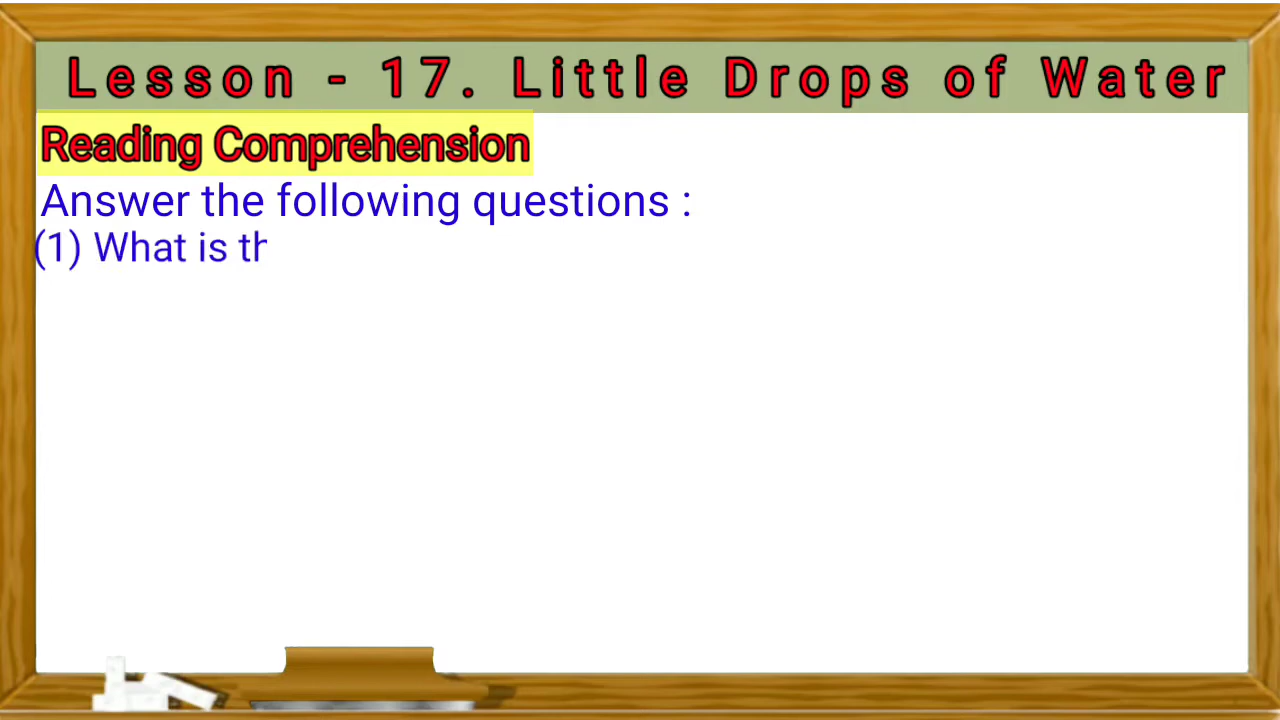 Lesson - 17. Little Drops of Water
Reading Comprehension
Answer the following questions :
(1) What is th